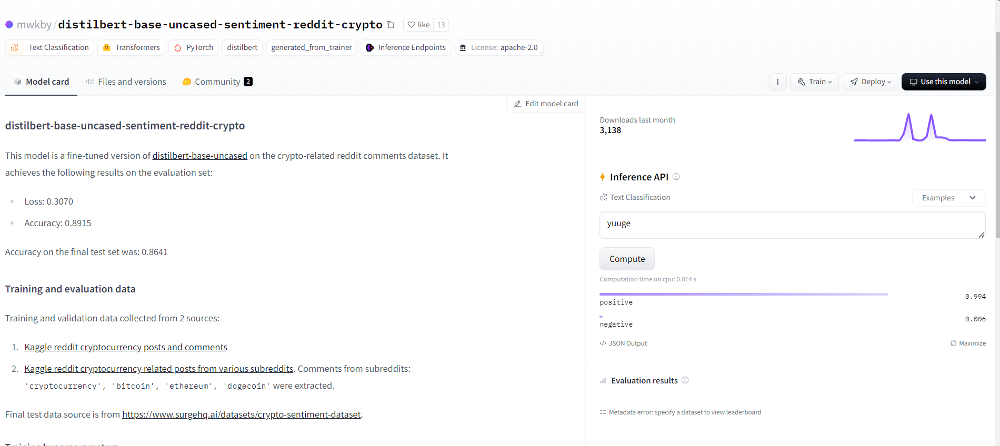 mwkby/distilbert-base-uncased-sentiment-reddit-crypto like 13
Text Classification Transformers PyTorch distilbert generated_from_trainer Inference Endpoints License: apache-2.0
Model card Files and versions Community 2
Train Deploy Use this model
Edit model card
distilbert-base-uncased-sentiment-reddit-crypto
This model is a fine-tuned version of distilbert-base-uncased on the crypto-related reddit comments dataset. It
achieves the following results on the evaluation set:
Loss: 0.3070
Accuracy: 0.8915
Accuracy on the final test set was: 0.8641
Training and evaluation data
Training and validation data collected from 2 sources:
1. Kaggle reddit cryptocurrency posts and comments
2. Kaggle reddit cryptocurrency related posts from various subreddits. Comments from subreddits:
'cryptocurrency', 'bitcoin', 'ethereum', 'dogecoin' were extracted.
Final test data source is from https://www.surgehq.ai/datasets/crypto-sentiment-dataset.
Downloads last month
3,138
Inference API
Text Classification
Examples
yuuge
Compute
Computation time on cpu: 0.014 s
positive 0.994
negative 0.006
</> JSON Output
Maximize
Evaluation results
Metadata error: specify a dataset to view leaderboard